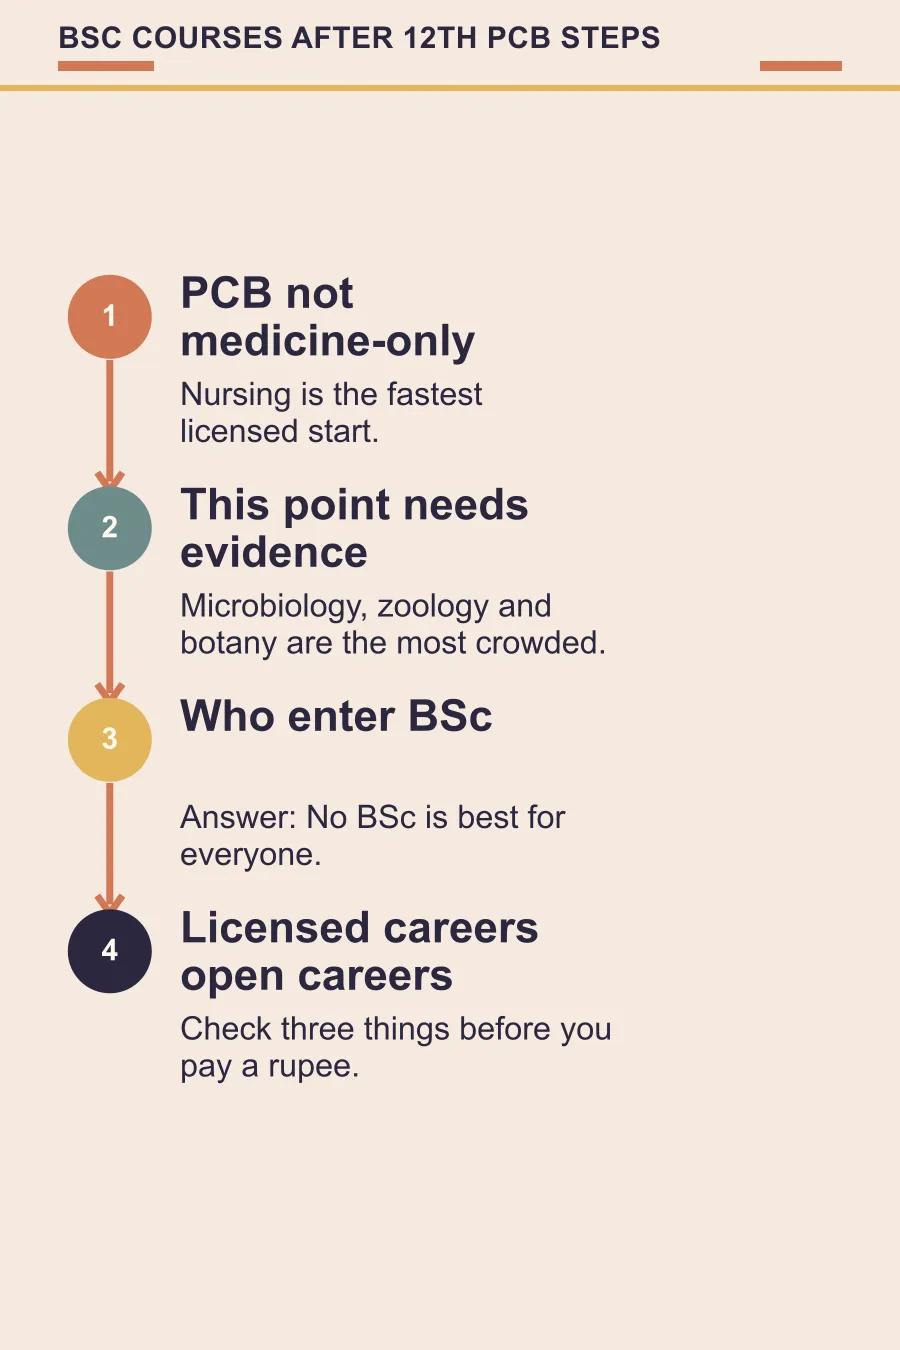 BSC COURSES AFTER 12TH PCB STEPS
1
PCB not
medicine-only
Nursing is the fastest
licensed start.
2
This point needs
evidence
Microbiology, zoology and
botany are the most crowded.
3
Who enter BSc
Answer: No BSc is best for
everyone.
4
Licensed careers
open careers
Check three things before you
pay a rupee.